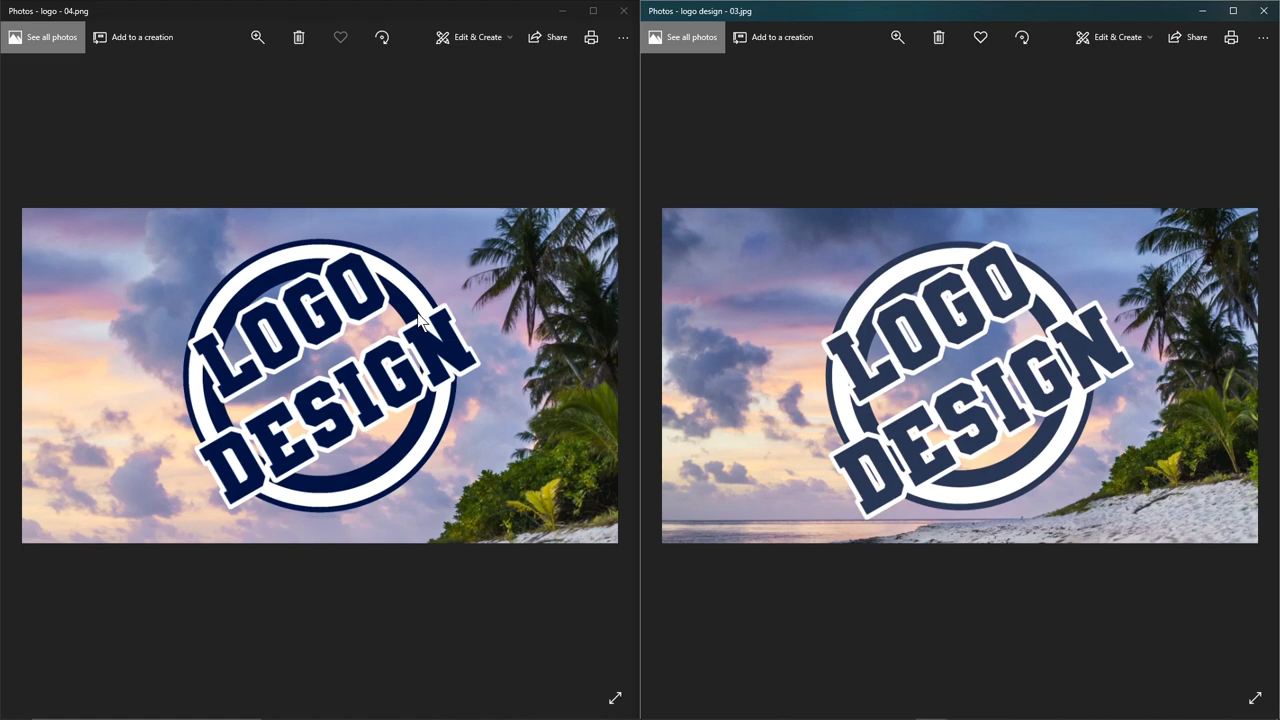 Photos - logo - 04.png
See all photos
Add to a creation
Edit & Create
Share
LOGO
DESIGN
Photos - logo design - 03.jpg
See all photos
Add to a creation
Edit & Create
Share
LOGO
DESIGN